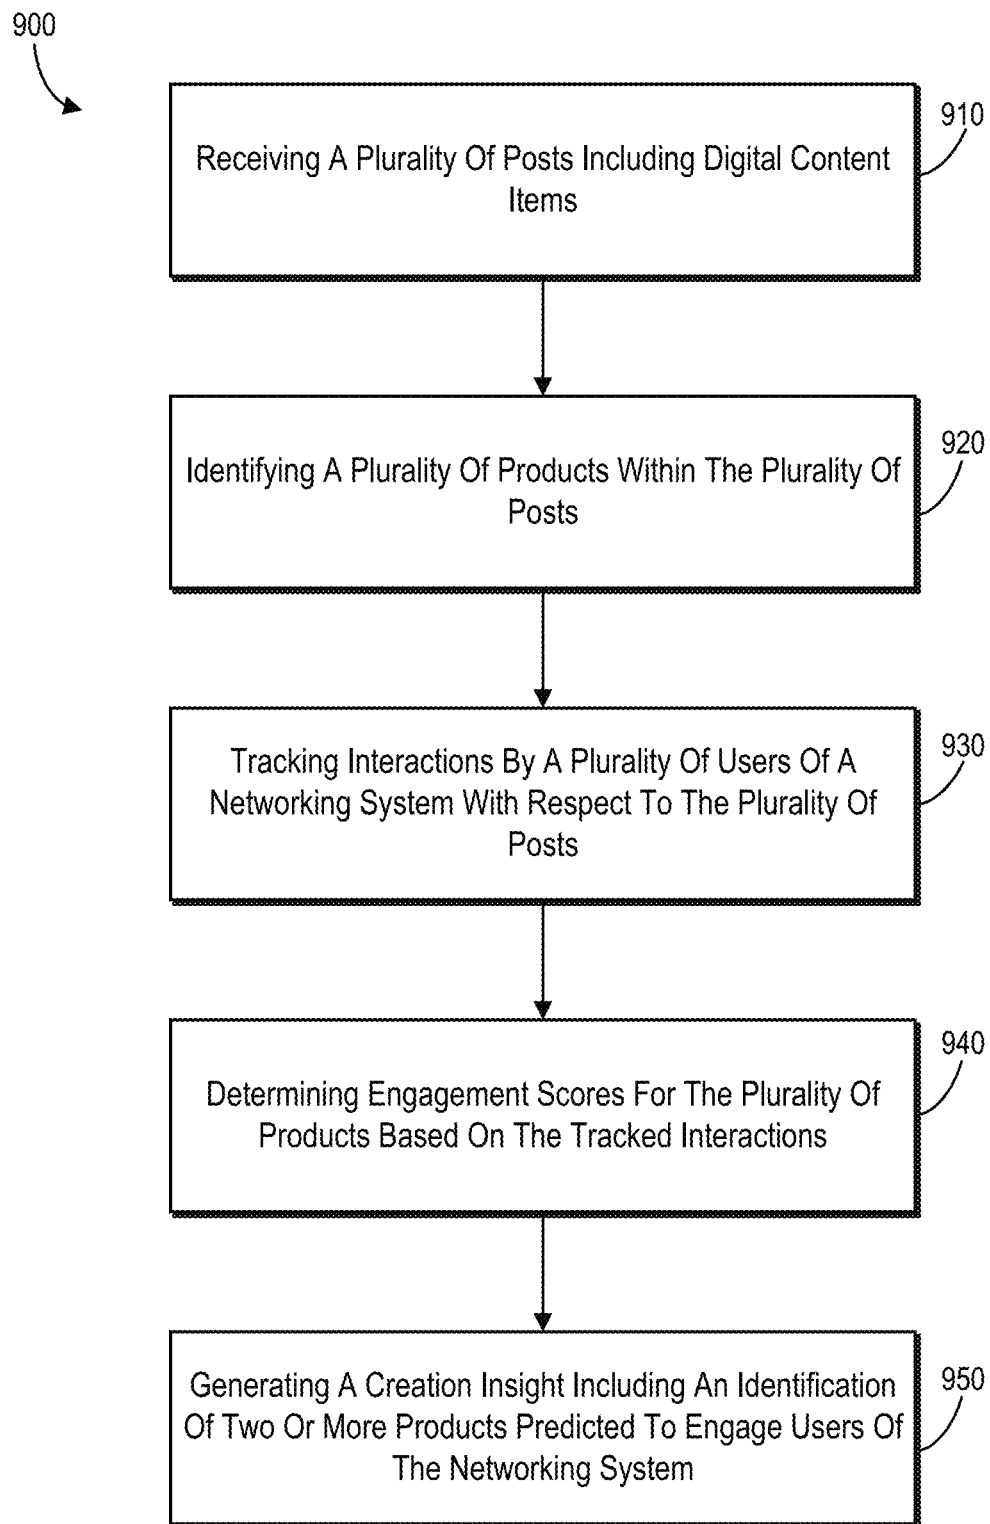 900
910
Receiving A Plurality Of Posts Including Digital Content
Items
920
Identifying A Plurality Of Products Within The Plurality Of
Posts
930
Tracking Interactions By A Plurality Of Users Of A
Networking System With Respect To The Plurality Of
Posts
940
Determining Engagement Scores For The Plurality Of
Products Based On The Tracked Interactions
950
Generating A Creation Insight Including An Identification
Of Two Or More Products Predicted To Engage Users Of
The Networking System